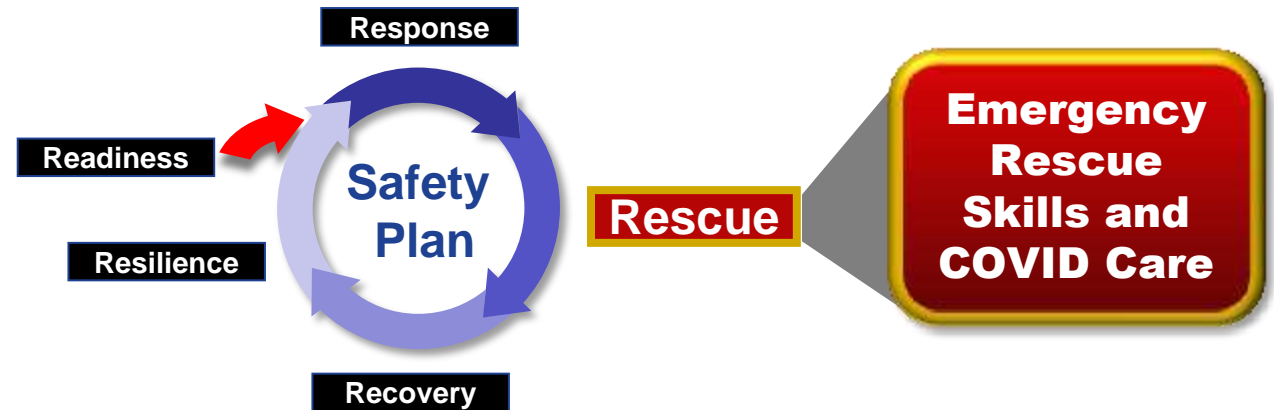 Response
Readiness
Safety
Plan
Resilience
Recovery
Rescue
Emergency
Rescue
Skills and
COVID Care